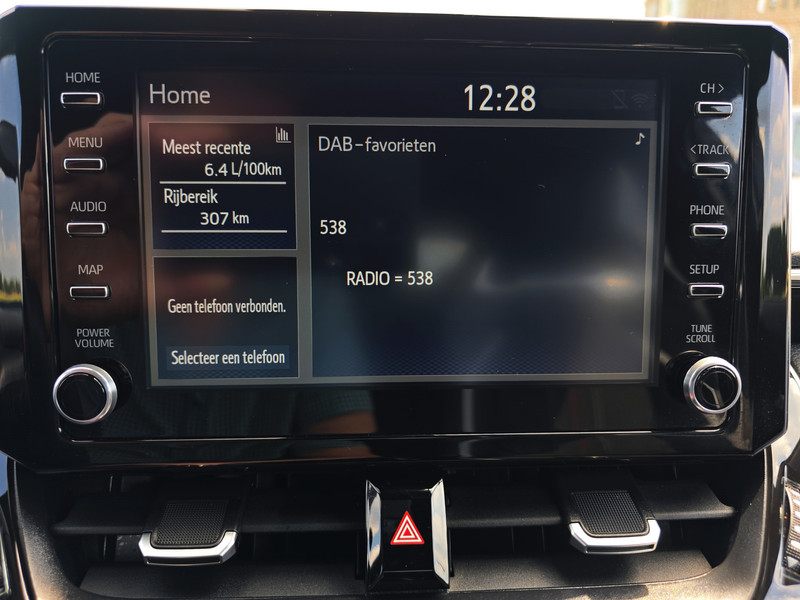 HOME
MENU
AUDIO
MAP
POWER
VOLUME
Home
12:28
Meest recente
6.4 L/100km
Rijbereik
307 km
Geen telefoon verbonden.
Selecteer een telefoon
DAB-favorieten
538
RADIO = 538
CH >
< TRACK
PHONE
SETUP
TUNE
SCROLL